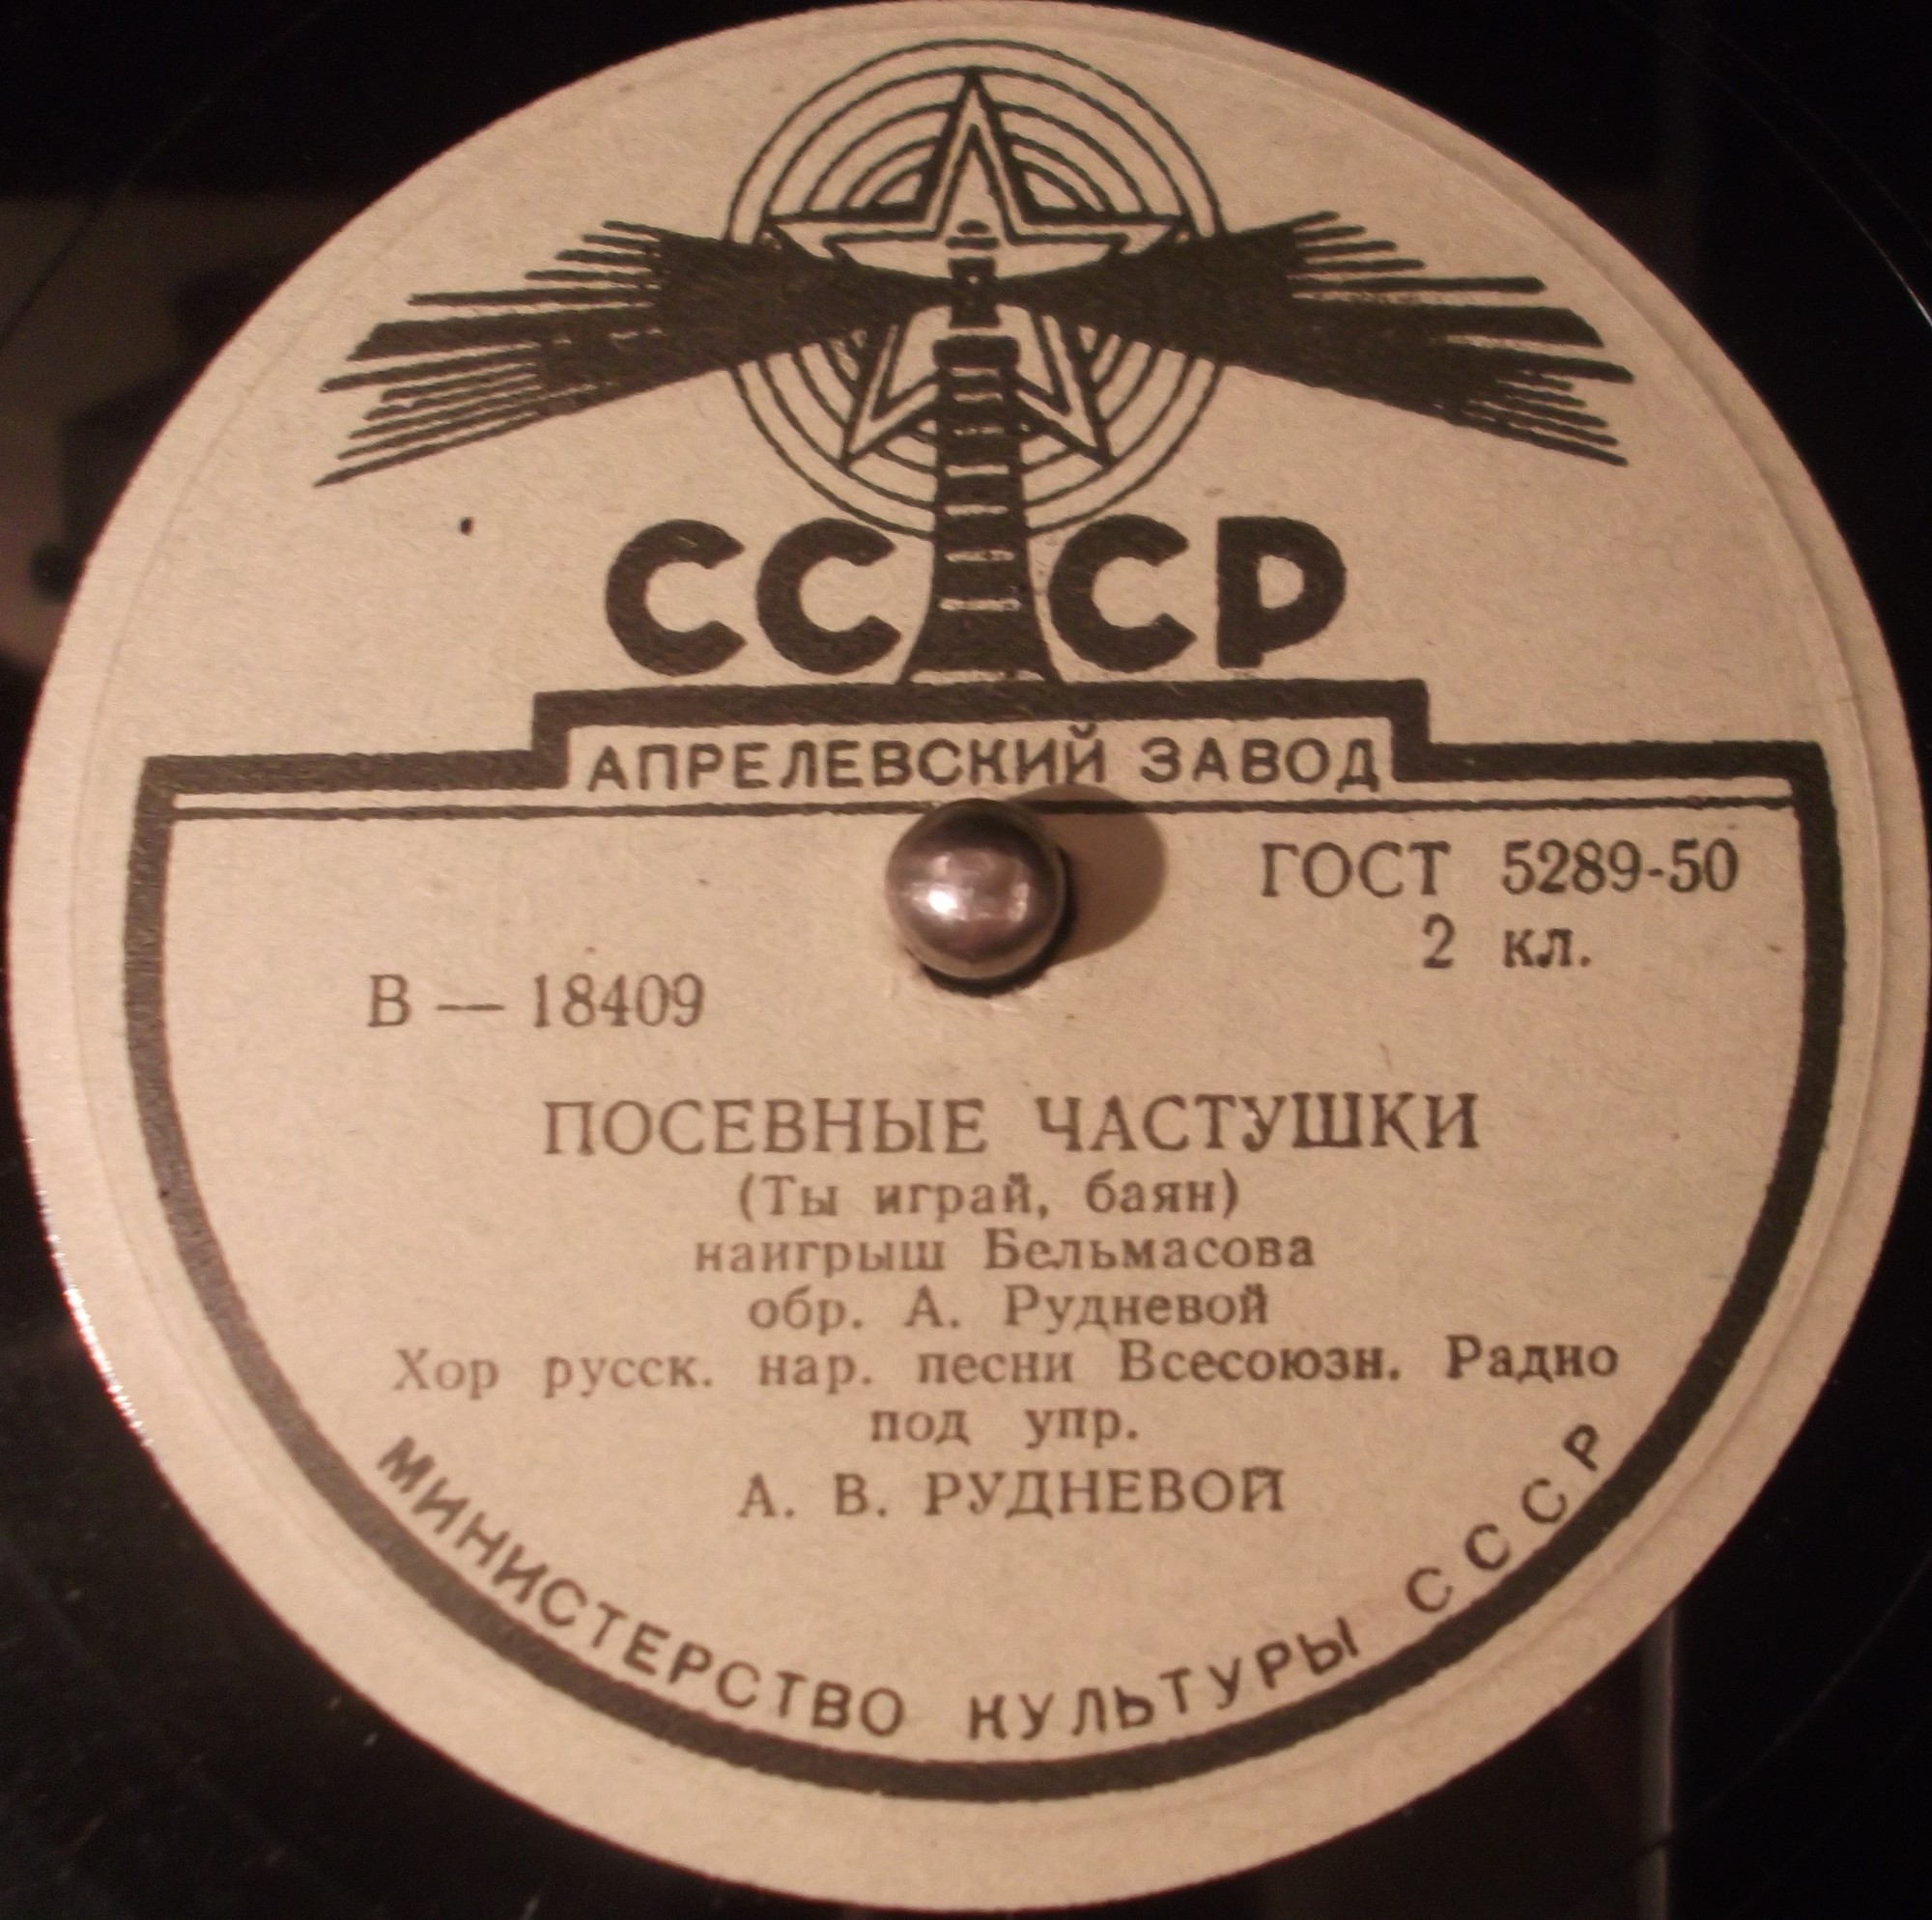 СССР
АПРЕЛЕВСКИЙ ЗАВОД
ГОСТ 5289-50
2 кл.
В — 18409
ПОСЕВНЫЕ ЧАСТУШКИ
(Ты играй, баян)
наигрыш Бельмасова
обр. А. Рудневой
Хор русск. нар. песни Всесоюзн. Радио
под упр.
А. В. РУДНЕВОЙ
МИНИСТЕРСТВО КУЛЬТУРЫ СССР